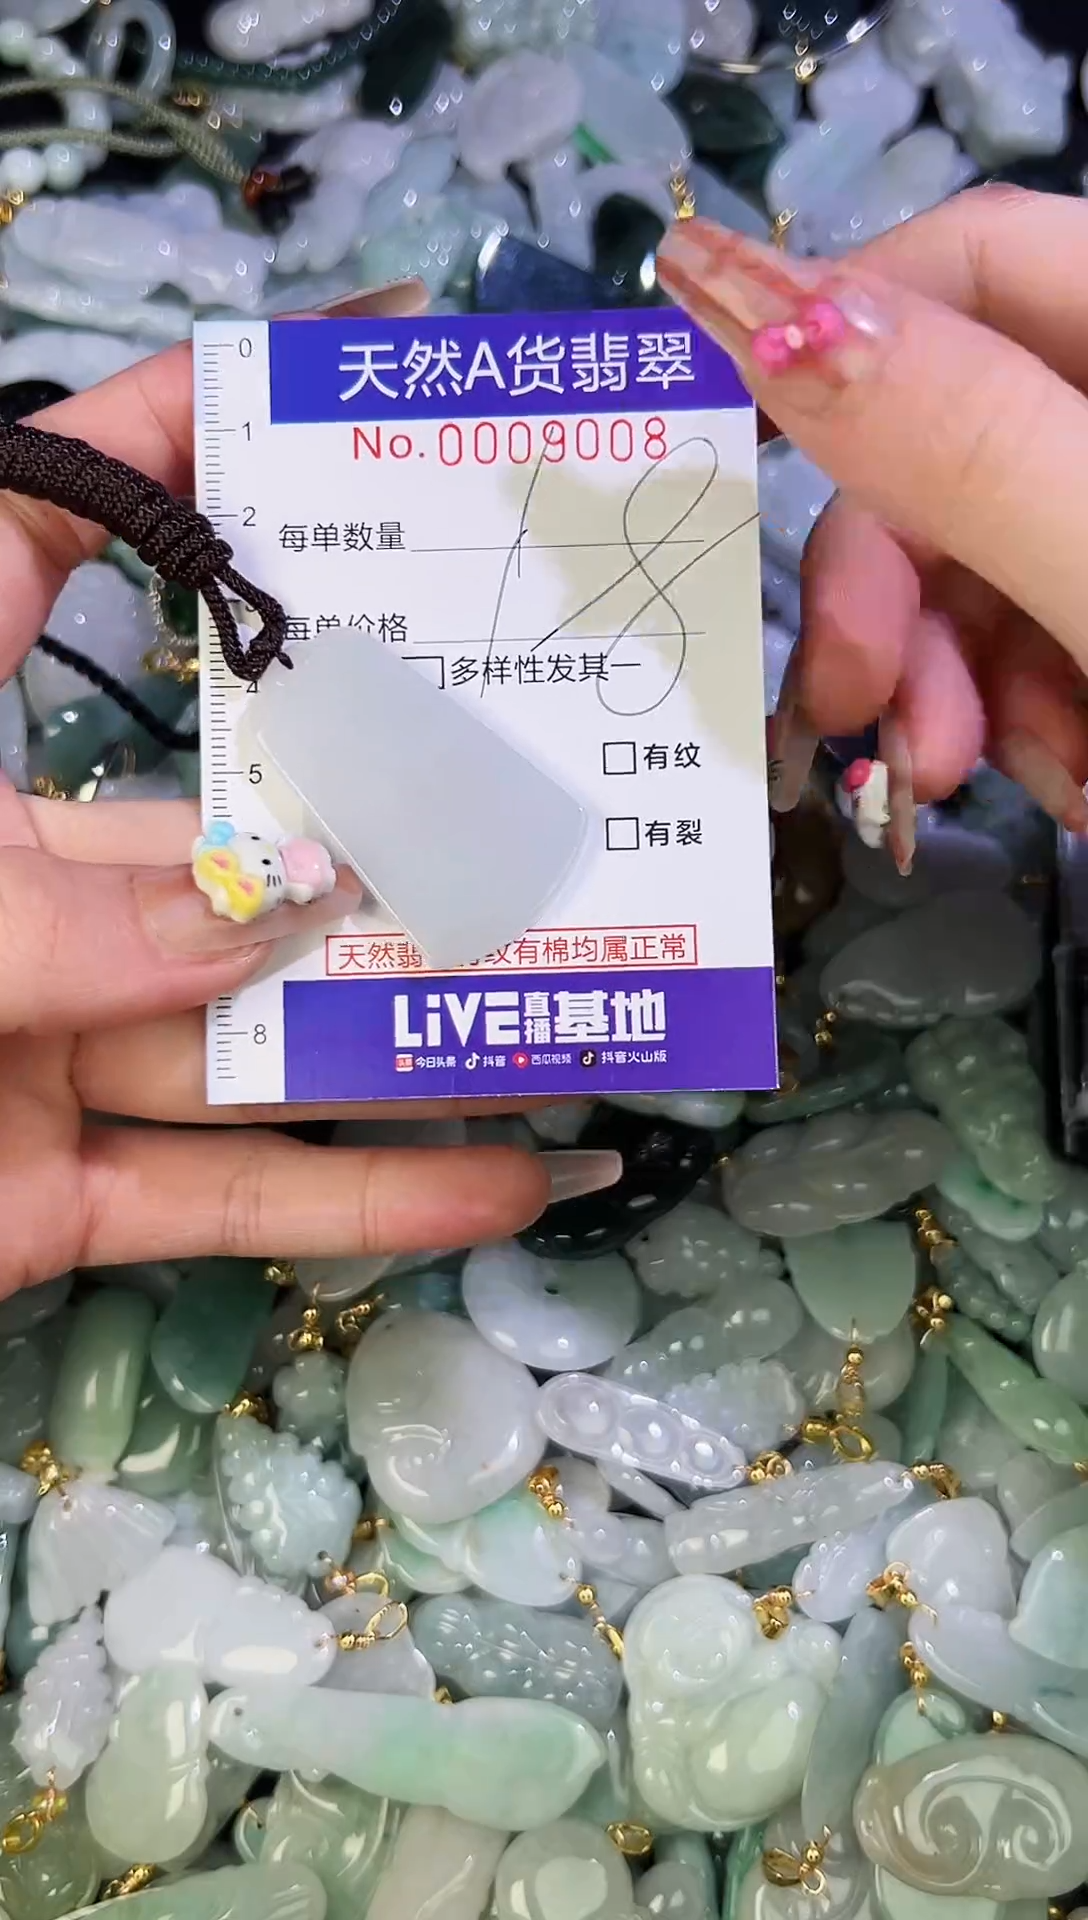 0
天然A货翡翠
1
No.0009008
2
每单数量
18
每单价格
4
多样性发其一
5
有纹
有裂
天然翡 纹有棉均属正常
LiVE直播基地
8
头条 今日头条 抖音 西瓜视频 抖音火山版